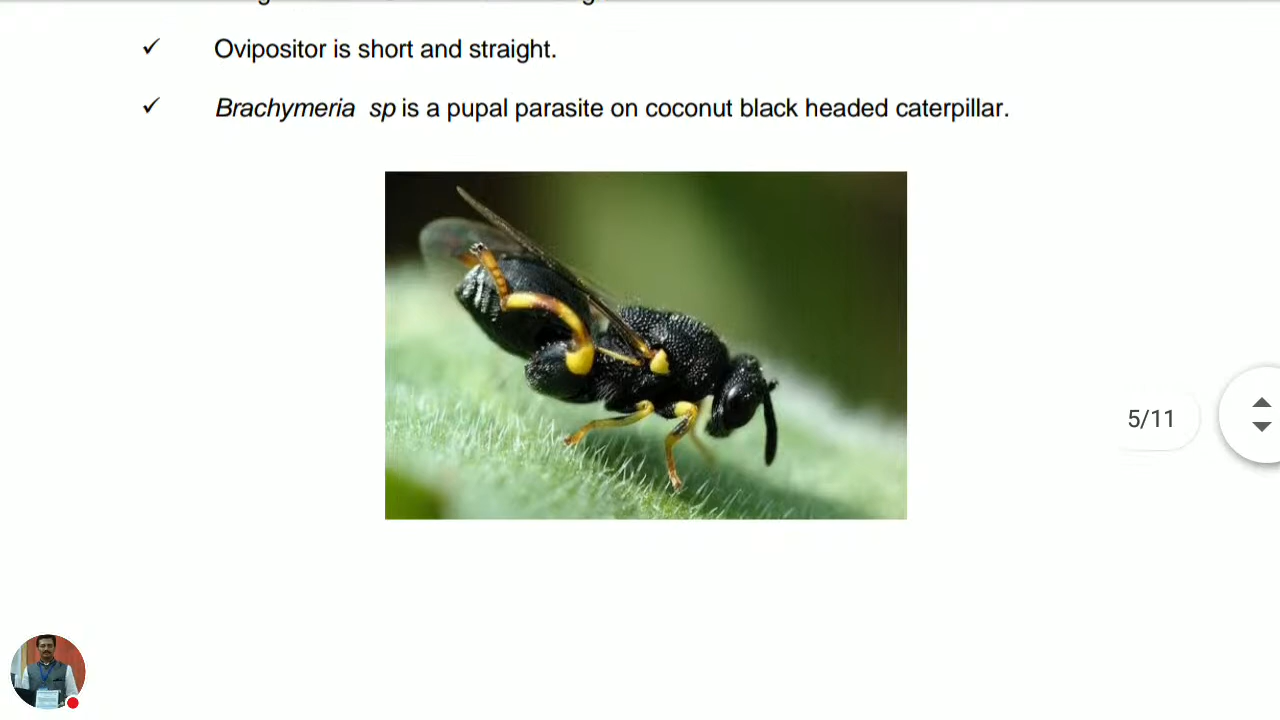 ✓ Ovipositor is short and straight.
✓ Brachymeria sp is a pupal parasite on coconut black headed caterpillar.
5/11